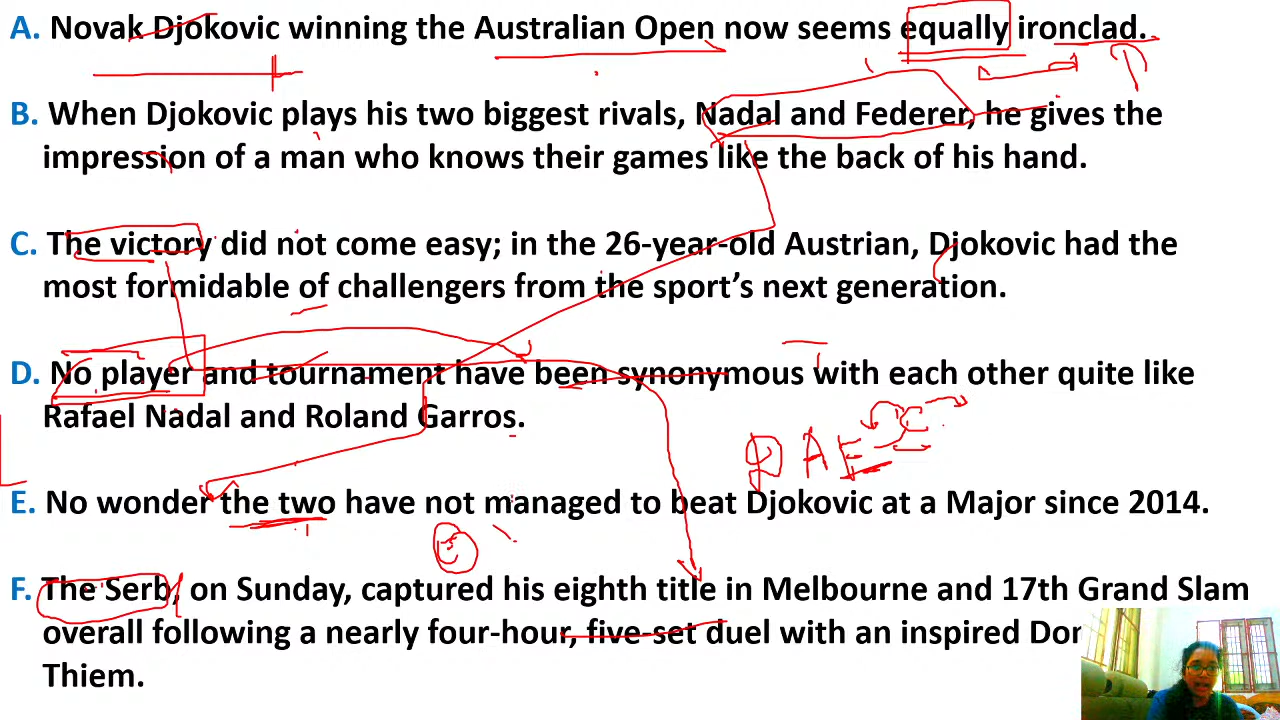 A. Novak Djokovic winning the Australian Open now seems equally ironclad.
B. When Djokovic plays his two biggest rivals, Nadal and Federer, he gives the
impression of a man who knows their games like the back of his hand.
C. The victory did not come easy; in the 26-year-old Austrian, Djokovic had the
most formidable of challengers from the sport's next generation.
D. No player and tournament have been synonymous with each other quite like
Rafael Nadal and Roland Garros.
E. No wonder the two have not managed to beat Djokovic at a Major since 2014.
F. The Serb, on Sunday, captured his eighth title in Melbourne and 17th Grand Slam
overall following a nearly four-hour, five-set duel with an inspired
Thiem.